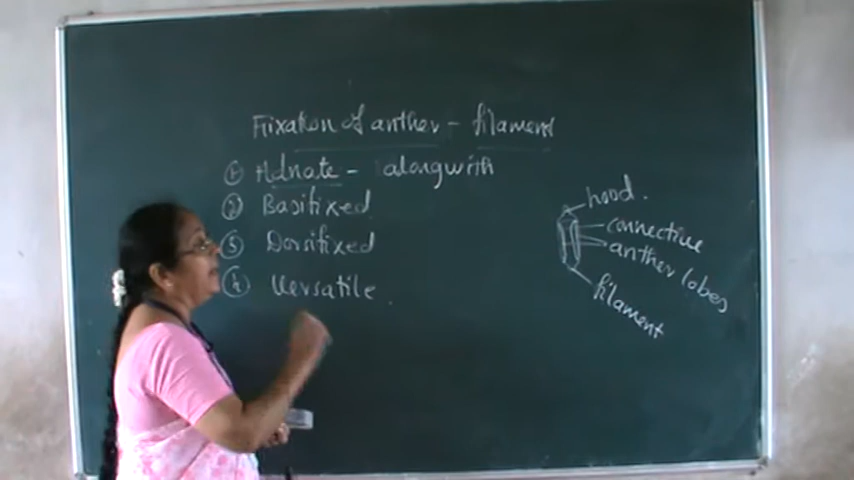 Fixation of anther - filament
① Adnate - alongwith
② Basifixed
③ Dorsifixed
④ Versatile.
hood.
connective
anther lobes
filament